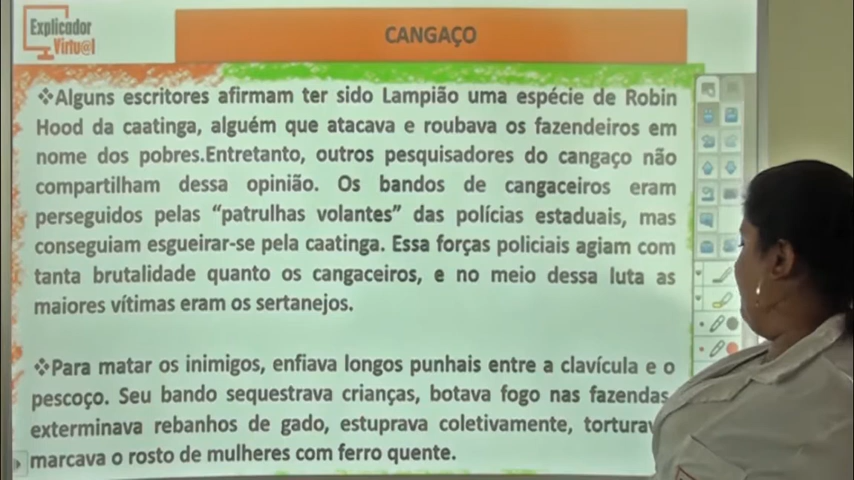 Explicador
Virtu@l
CANGAÇO
❖Alguns escritores afirmam ter sido Lampião uma espécie de Robin
Hood da caatinga, alguém que atacava e roubava os fazendeiros em
nome dos pobres.Entretanto, outros pesquisadores do cangaço não
compartilham dessa opinião. Os bandos de cangaceiros eram
perseguidos pelas “patrulhas volantes” das polícias estaduais, mas
conseguiam esgueirar-se pela caatinga. Essa forças policiais agiam com
tanta brutalidade quanto os cangaceiros, e no meio dessa luta as
maiores vítimas eram os sertanejos.
❖Para matar os inimigos, enfiava longos punhais entre a clavícula e o
pescoço. Seu bando sequestrava crianças, botava fogo nas fazendas,
exterminava rebanhos de gado, estuprava coletivamente, torturav
marcava o rosto de mulheres com ferro quente.